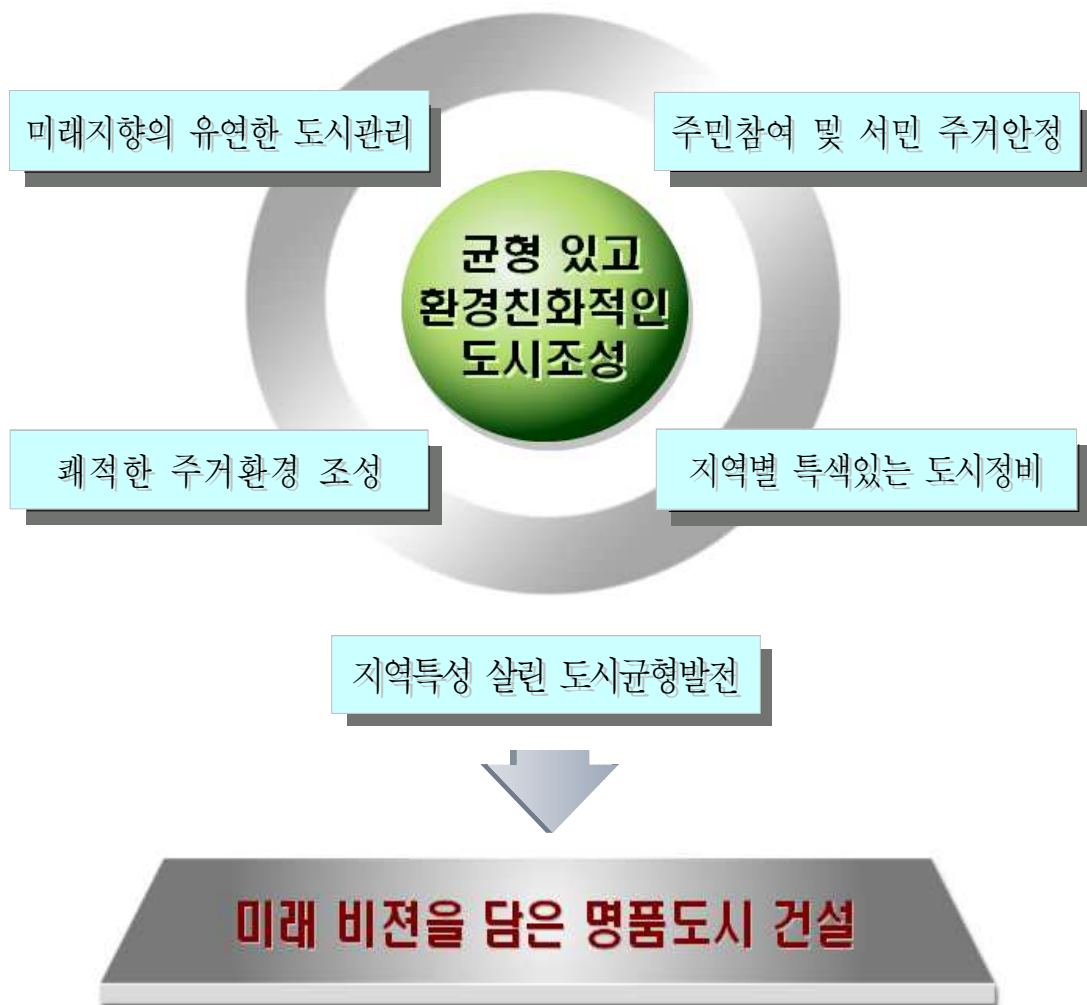 미래지향의 유연한 도시관리
주민참여 및 서민 주거안정
균형 있고
환경친화적인
도시조성
쾌적한 주거환경 조성
지역별 특색있는 도시정비
지역특성 살린 도시균형발전
미래 비젼을 담은 명품도시 건설